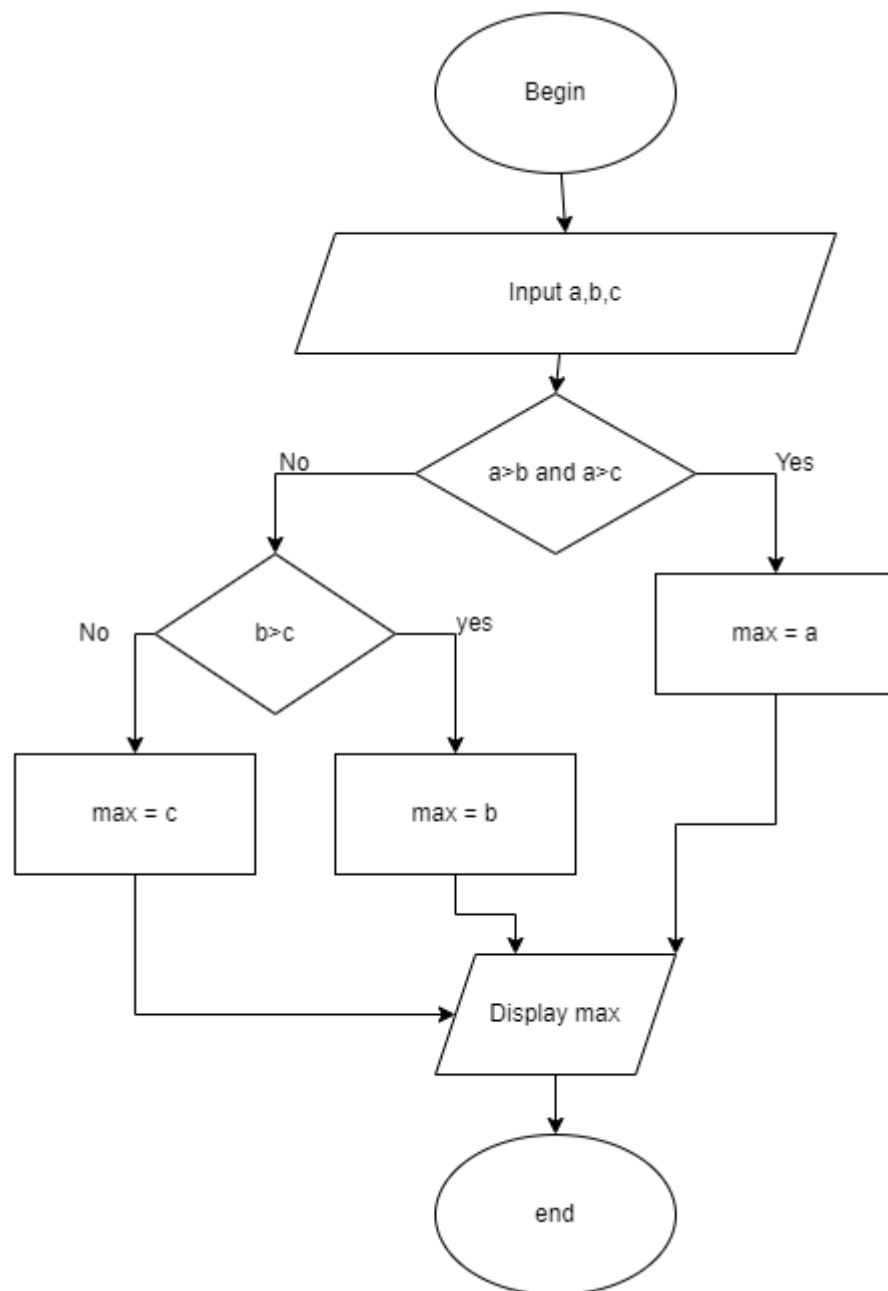 Begin
Input a,b,c
a>b and a>c
No
Yes
b>c
No
yes
max = a
max = c
max = b
Display max
end